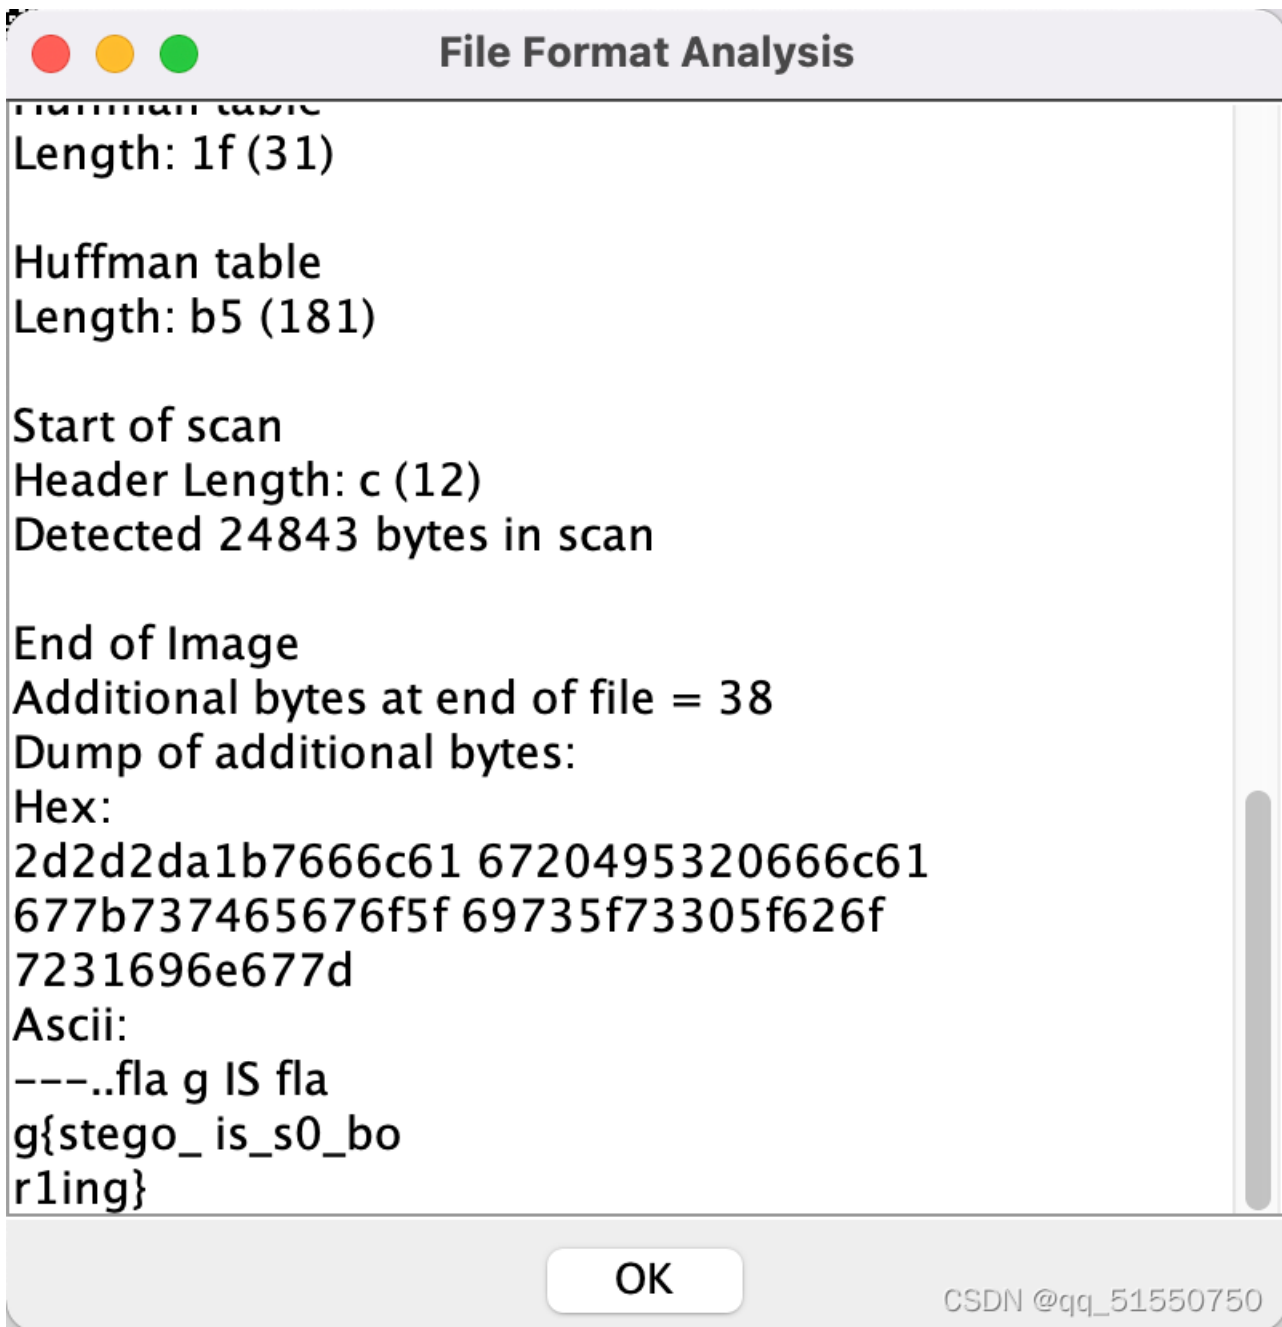 File Format Analysis
Huffman table
Length: 1f (31)
Huffman table
Length: b5 (181)
Start of scan
Header Length: c (12)
Detected 24843 bytes in scan
End of Image
Additional bytes at end of file = 38
Dump of additional bytes:
Hex:
2d2d2da1b7666c61 6720495320666c61
677b737465676f5f 69735f73305f626f
7231696e677d
Ascii:
---..fla g IS fla
g{stego_ is_s0_bo
r1ing}
OK
CSDN @qq_51550750